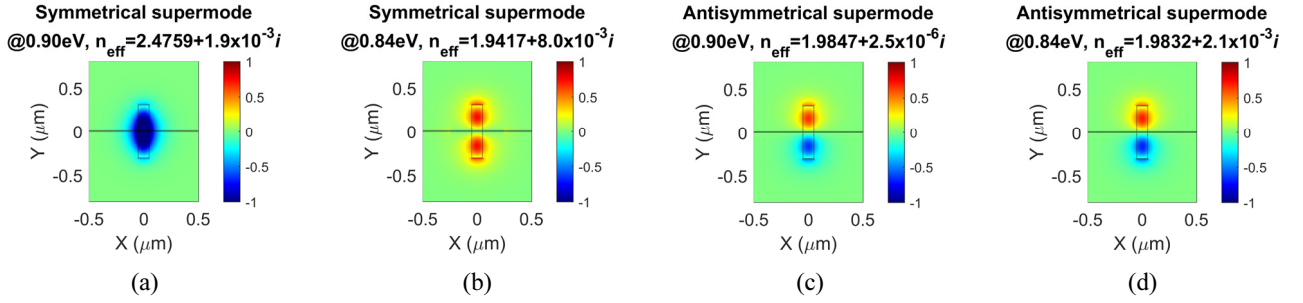 Symmetrical supermode
@0.90eV, n_eff=2.4759+1.9x10^-3i
1
0.5
0
-0.5
-1
0.5
0
-0.5
Y (μm)
-0.5 0 0.5
X (μm)
(a)
Symmetrical supermode
@0.84eV, n_eff=1.9417+8.0x10^-3i
1
0.5
0
-0.5
-1
0.5
0
-0.5
Y (μm)
-0.5 0 0.5
X (μm)
(b)
Antisymmetrical supermode
@0.90eV, n_eff=1.9847+2.5x10^-6i
1
0.5
0
-0.5
-1
0.5
0
-0.5
Y (μm)
-0.5 0 0.5
X (μm)
(c)
Antisymmetrical supermode
@0.84eV, n_eff=1.9832+2.1x10^-3i
1
0.5
0
-0.5
-1
0.5
0
-0.5
Y (μm)
-0.5 0 0.5
X (μm)
(d)